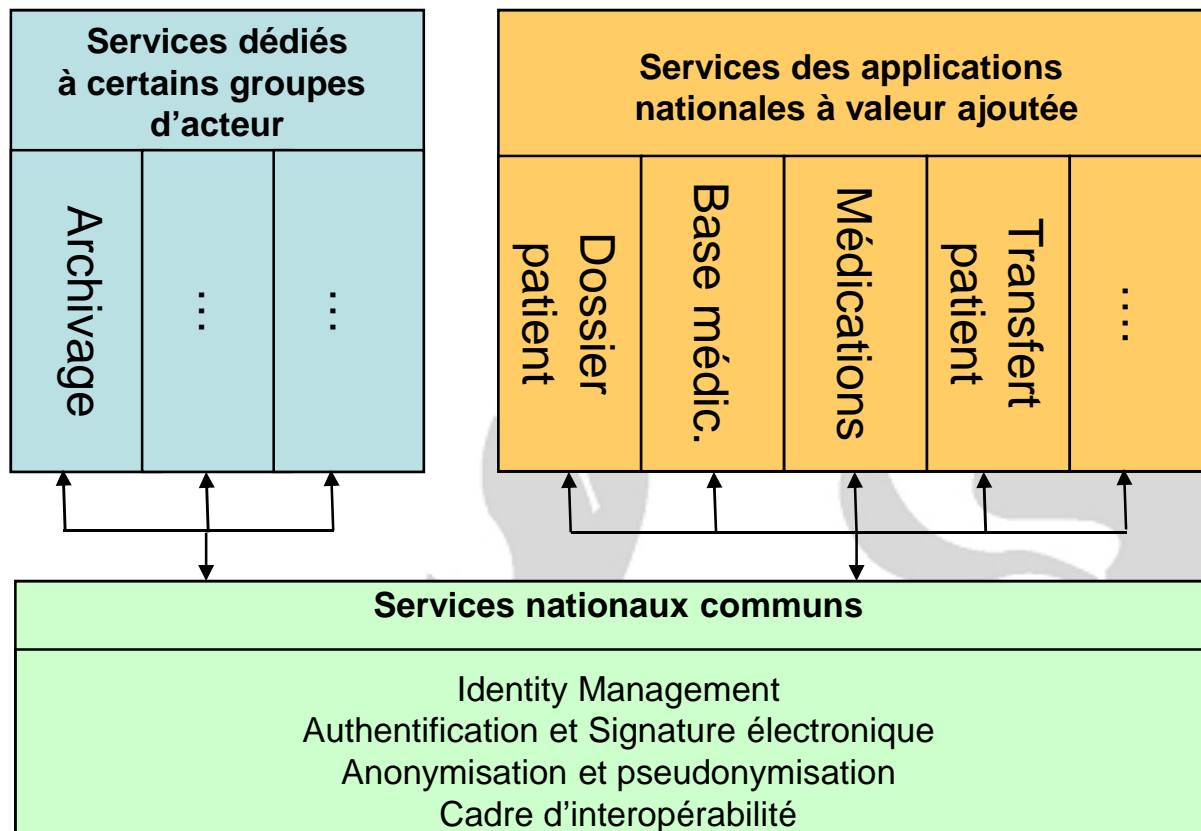 Services dédiés
à certains groupes
d’acteur
Archivage
…
…
Services des applications
nationales à valeur ajoutée
Dossier
patient
Base médic.
Médications
Transfert
patient
….
Services nationaux communs
Identity Management
Authentification et Signature électronique
Anonymisation et pseudonymisation
Cadre d’interopérabilité